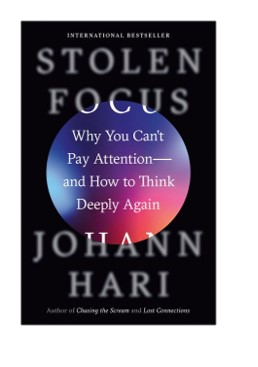 INTERNATIONAL BESTSELLER
STOLEN
FOCUS
Why You Can't
Pay Attention—
and How to Think
Deeply Again
JOHANN
HARI
Author of Chasing the Scream and Lost Connections